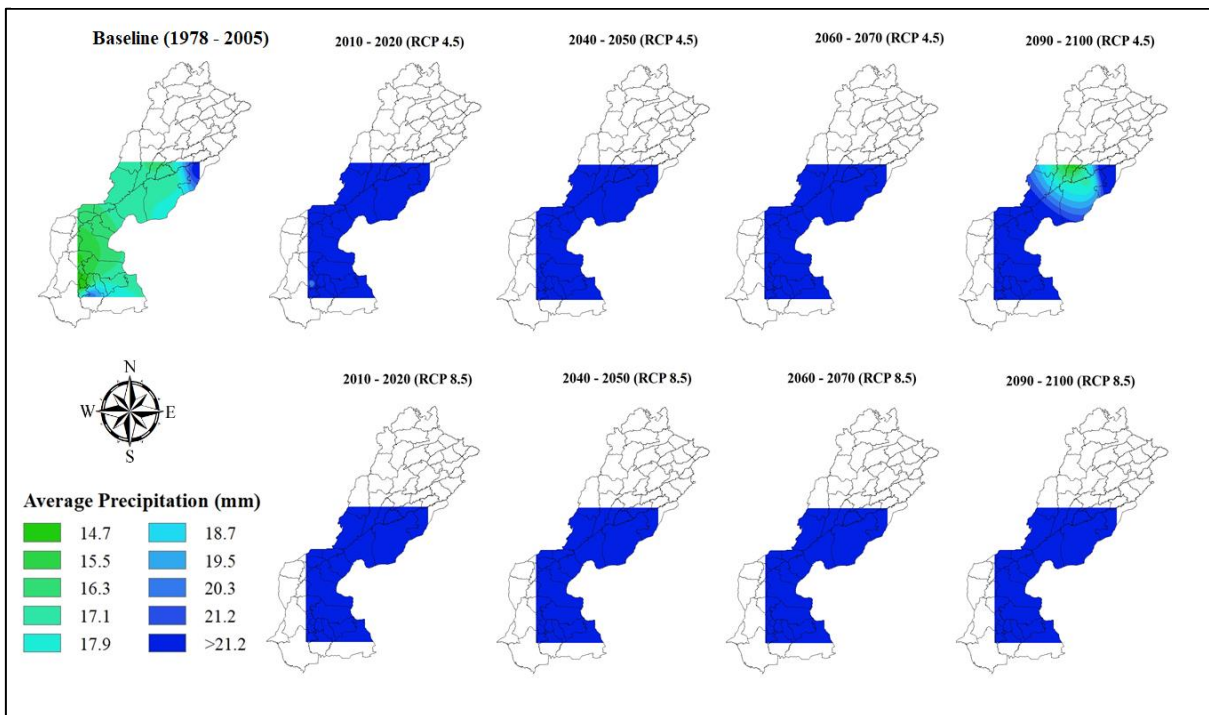 Baseline (1978 - 2005)
2010 - 2020 (RCP 4.5)
2040 - 2050 (RCP 4.5)
2060 - 2070 (RCP 4.5)
2090 - 2100 (RCP 4.5)
2010 - 2020 (RCP 8.5)
2040 - 2050 (RCP 8.5)
2060 - 2070 (RCP 8.5)
2090 - 2100 (RCP 8.5)
N
W E
S
Average Precipitation (mm)
14.7 18.7
15.5 19.5
16.3 20.3
17.1 21.2
17.9 >21.2